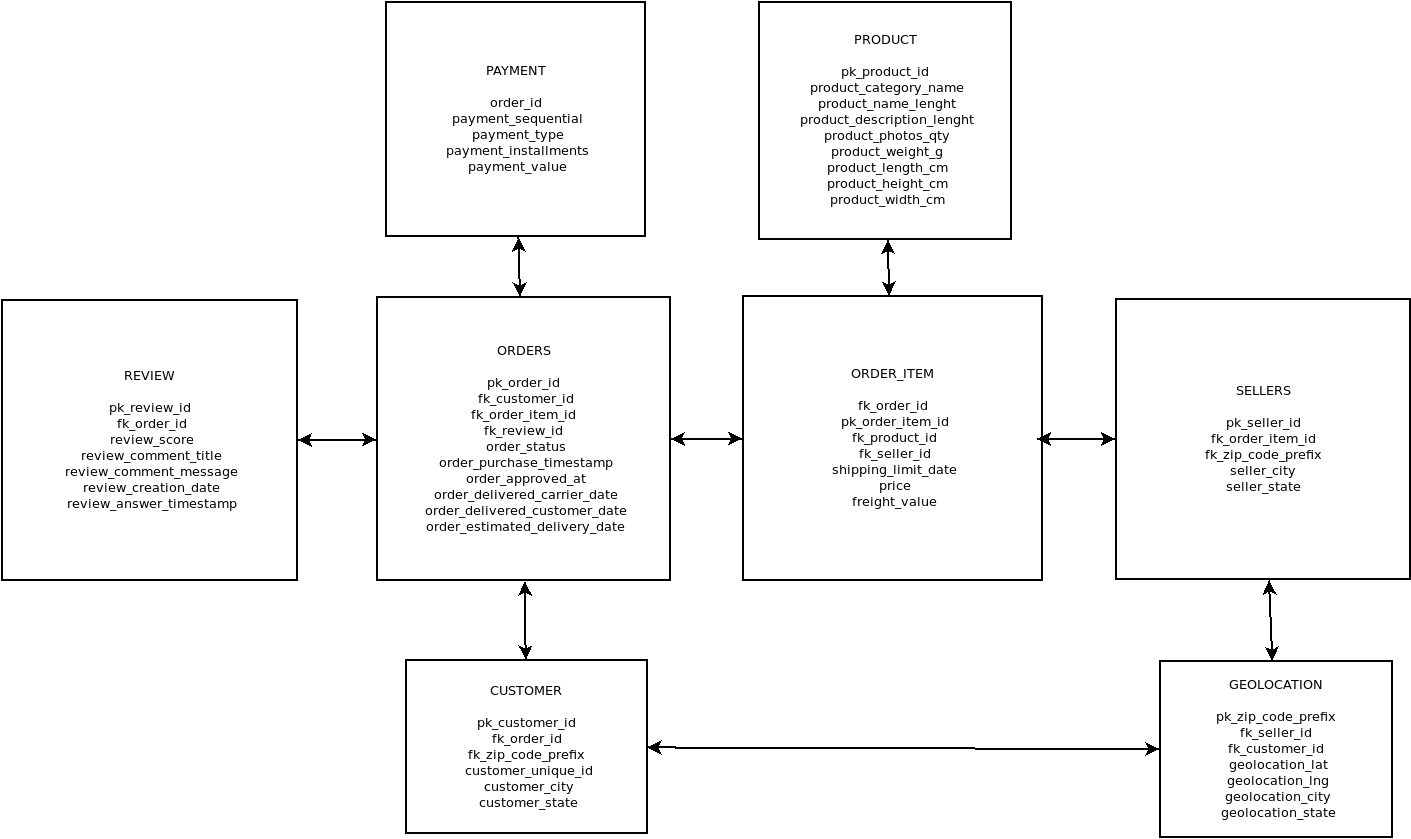 PAYMENT
order_id
payment_sequential
payment_type
payment_installments
payment_value
PRODUCT
pk_product_id
product_category_name
product_name_lenght
product_description_lenght
product_photos_qty
product_weight_g
product_length_cm
product_height_cm
product_width_cm
REVIEW
pk_review_id
fk_order_id
review_score
review_comment_title
review_comment_message
review_creation_date
review_answer_timestamp
ORDERS
pk_order_id
fk_customer_id
fk_order_item_id
fk_review_id
order_status
order_purchase_timestamp
order_approved_at
order_delivered_carrier_date
order_delivered_customer_date
order_estimated_delivery_date
ORDER_ITEM
fk_order_id
pk_order_item_id
fk_product_id
fk_seller_id
shipping_limit_date
price
freight_value
SELLERS
pk_seller_id
fk_order_item_id
fk_zip_code_prefix
seller_city
seller_state
CUSTOMER
pk_customer_id
fk_order_id
fk_zip_code_prefix
customer_unique_id
customer_city
customer_state
GEOLOCATION
pk_zip_code_prefix
fk_seller_id
fk_customer_id
geolocation_lat
geolocation_lng
geolocation_city
geolocation_state